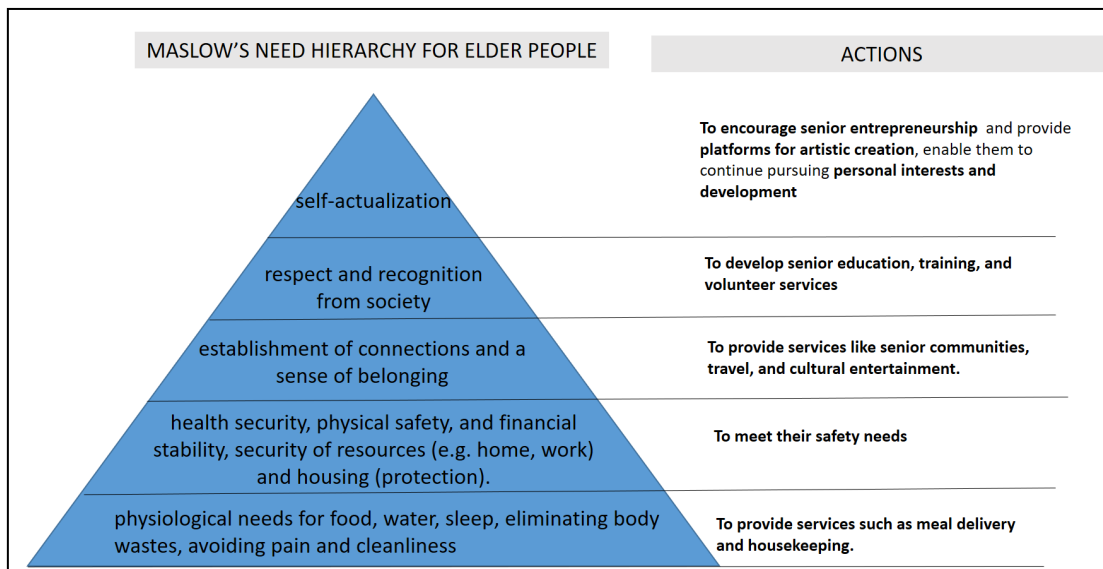 MASLOW'S NEED HIERARCHY FOR ELDER PEOPLE
ACTIONS
self-actualization
To encourage senior entrepreneurship and provide
platforms for artistic creation, enable them to
continue pursuing personal interests and
development
respect and recognition
from society
To develop senior education, training, and
volunteer services
establishment of connections and a
sense of belonging
To provide services like senior communities,
travel, and cultural entertainment.
health security, physical safety, and financial
stability, security of resources (e.g. home, work)
and housing (protection).
To meet their safety needs
physiological needs for food, water, sleep, eliminating body
wastes, avoiding pain and cleanliness
To provide services such as meal delivery
and housekeeping.